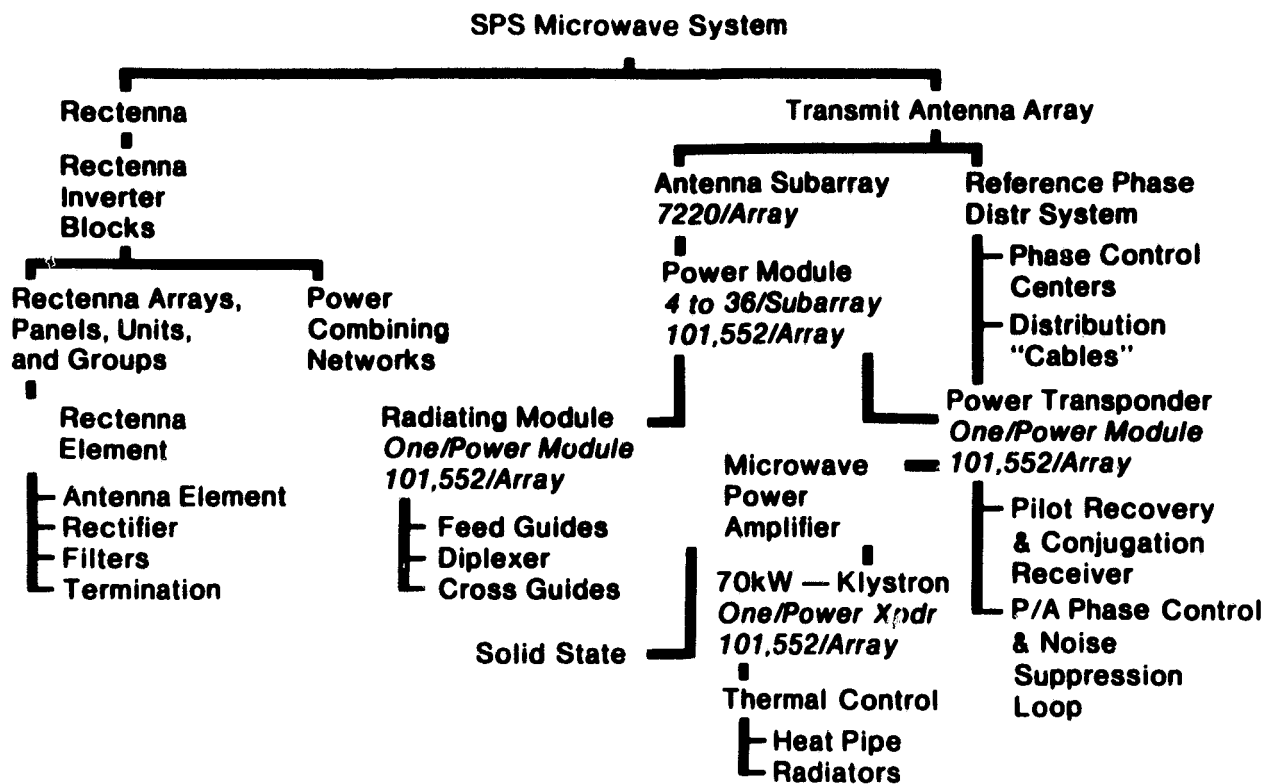 SPS Microwave System
Rectenna
Transmit Antenna Array
Rectenna
Inverter
Blocks
Antenna Subarray
7220/Array
Reference Phase
Distr System
Phase Control
Centers
Distribution
"Cables"
Power Module
4 to 36/Subarray
101,552/Array
Rectenna Arrays,
Panels, Units,
and Groups
Power
Combining
Networks
Rectenna
Element
Antenna Element
Rectifier
Filters
Termination
Radiating Module
One/Power Module
101,552/Array
Feed Guides
Diplexer
Cross Guides
Power Transponder
One/Power Module
101,552/Array
Microwave
Power
Amplifier
Solid State
70kW — Klystron
One/Power Xpdr
101,552/Array
Thermal Control
Heat Pipe
Radiators
Pilot Recovery
& Conjugation
Receiver
P/A Phase Control
& Noise
Suppression
Loop